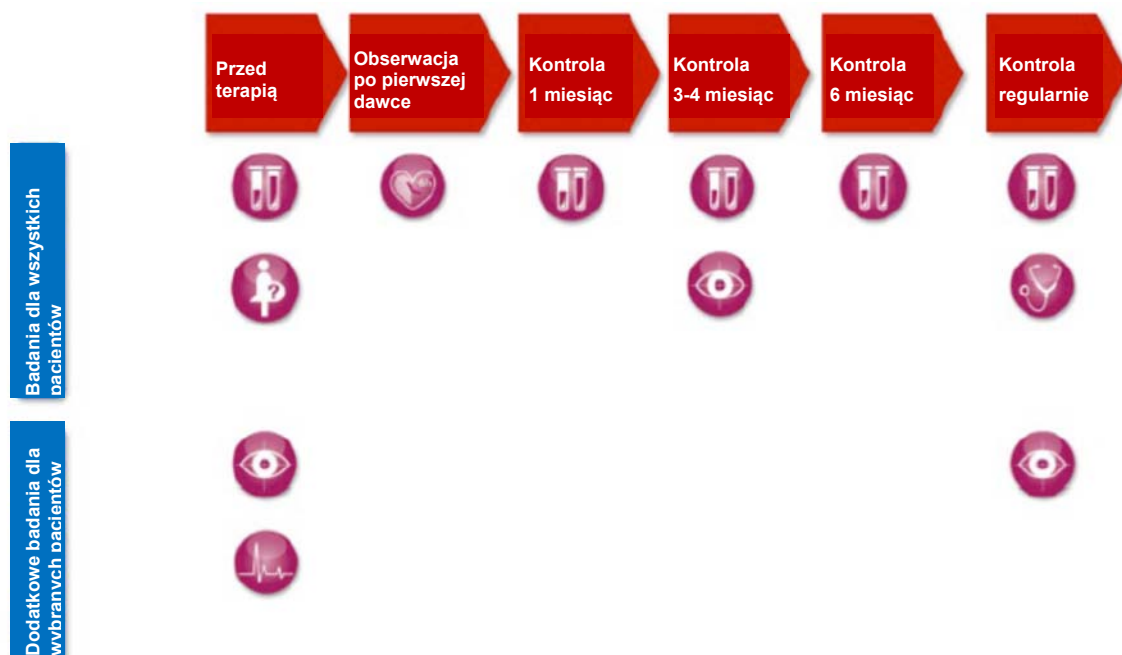 Przed
terapią
Obserwacja
po pierwszej
dawce
Kontrola
1 miesiąc
Kontrola
3-4 miesiąc
Kontrola
6 miesiąc
Kontrola
regularnie
Badania dla wszystkich
pacjentów
?
Dodatkowe badania dla
wybranych pacjentów